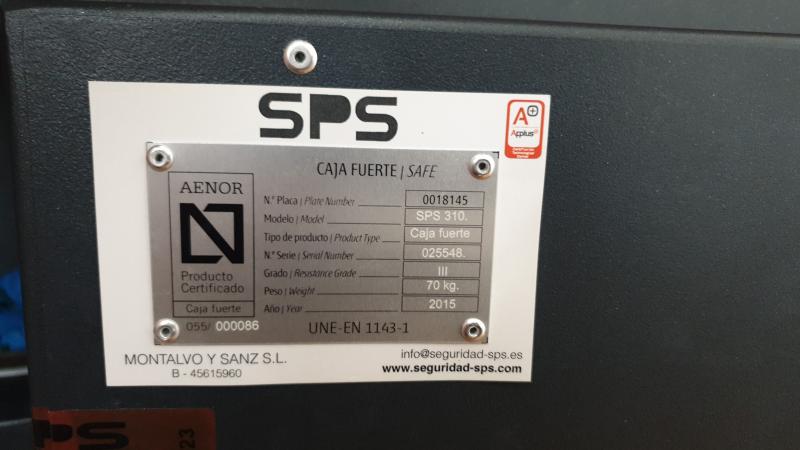 SPS
A+
Applus+
CAJA FUERTE | SAFE
AENOR
Producto
Certificado
Caja fuerte
055/ 000086
N.º Placa | Plate Number 0018145
Modelo | Model SPS 310.
Tipo de producto | Product Type Caja fuerte
N.º Serie | Serial Number 025548.
Grado | Resistance Grade III
Peso | Weight 70 kg.
Año | Year 2015
UNE-EN 1143-1
MONTALVO Y SANZ S.L.
B - 45615960
info@seguridad-sps.es
www.seguridad-sps.com
PS
23